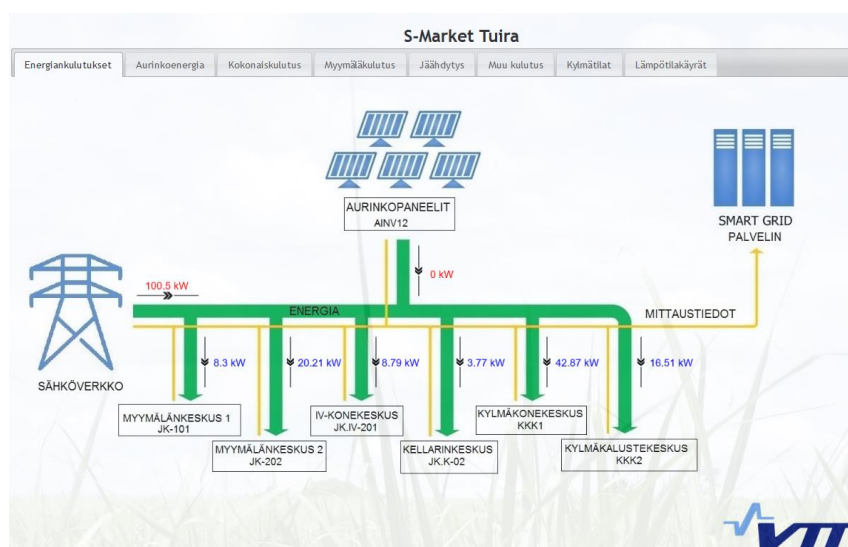 S-Market Tuira
Energiankulutukset Aurinkoenergia Kokonaiskulutus Myymäläkulutus Jäähdytys Muu kulutus Kylmätilat Lämpötilakäyrät
AURINKOPANEELIT
AINV12
SMART GRID
PALVELIN
100.5 kW
0 kW
ENERGIA
MITTAUSTIEDOT
SÄHKÖVERKKO
8.3 kW
20.21 kW
8.79 kW
3.77 kW
42.87 kW
16.51 kW
MYYMÄLÄNKESKUS 1
JK-101
MYYMÄLÄNKESKUS 2
JK-202
IV-KONEKESKUS
JK.IV-201
KELLARINKESKUS
JK.K-02
KYLMÄKONEKESKUS
KKK1
KYLMÄKALUSTEKESKUS
KKK2
VTT